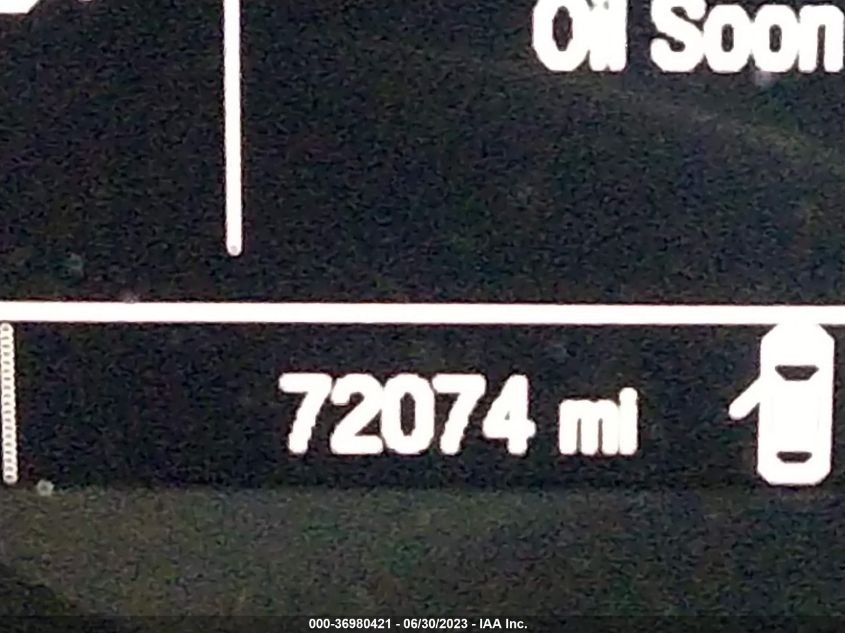 Oil Soon
72074 mi
000-36980421 - 06/30/2023 - IAA Inc.